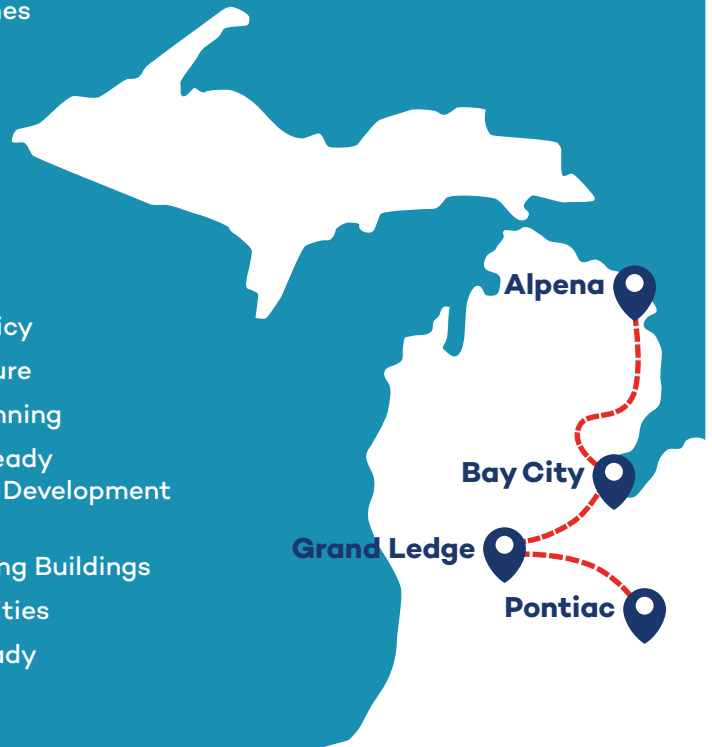 nes
icy
ure
nning
eady
Development
ng Buildings
ties
ady
Alpena
Bay City
Grand Ledge
Pontiac